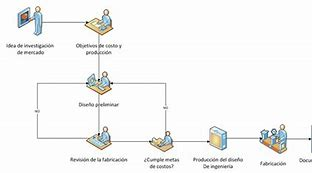 Idea de investigación
de mercado
Objetivos de costo y
producción
Diseño preliminar
NO
NO
Revisión de la fabricación
¿Cumple metas
de costos?
Producción del diseño
De ingeniería
Fabricación
Docu